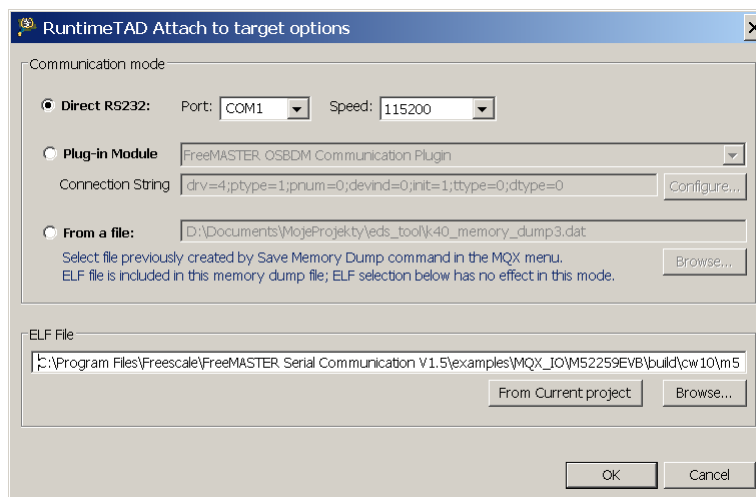 RuntimeTAD Attach to target options
Communication mode
Direct RS232: Port: COM1 Speed: 115200
Plug-in Module FreeMASTER OSBDM Communication Plugin
Connection String drv=4;ptype=1;pnum=0;devind=0;init=1;ttype=0;dtype=0 Configure...
From a file: D:\Documents\MojeProjekty\eds_tool\k40_memory_dump3.dat
Select file previously created by Save Memory Dump command in the MQX menu.
ELF file is included in this memory dump file; ELF selection below has no effect in this mode.
Browse...
ELF File
C:\Program Files\Freescale\FreeMASTER Serial Communication V1.5\examples\MQX_IO\M52259EVB\build\cw10\m5
From Current project Browse...
OK Cancel